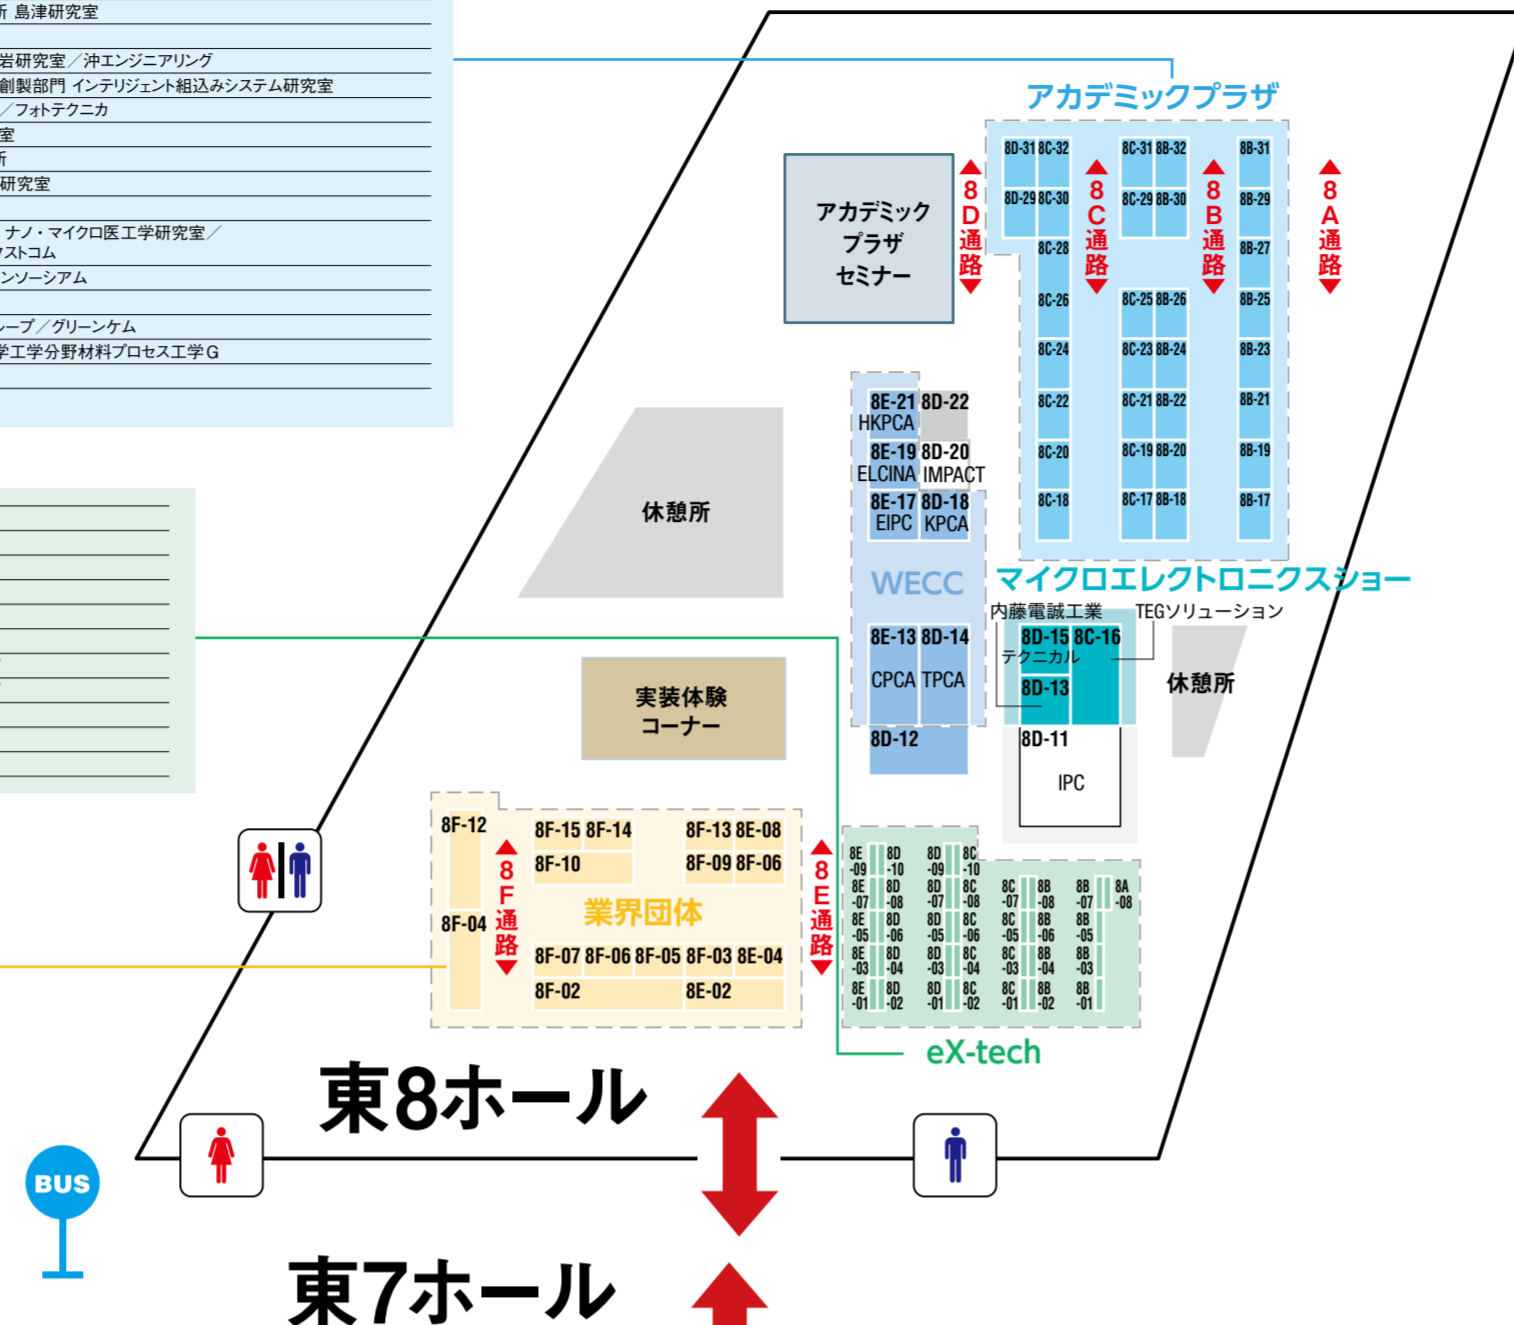 所 島津研究室
岩研究室／沖エンジニアリング
創製部門 インテリジェント組込みシステム研究室
／フォトテクニカ
室
所
研究室
ナノ・マイクロ医工学研究室／
ストコム
ンソーシアム
ループ／グリーンケム
学工学分野材料プロセス工学G
アカデミックプラザ
8D-31 8C-32 8C-31 8B-32 8B-31
8D-29 8C-30 8C-29 8B-30 8B-29
8C-28 8B-27
8C-26 8C-25 8B-26 8B-25
8C-24 8C-23 8B-24 8B-23
8C-22 8C-21 8B-22 8B-21
8C-20 8C-19 8B-20 8B-19
8C-18 8C-17 8B-18 8B-17
8D通路
8C通路
8B通路
8A通路
アカデミック
プラザ
セミナー
8E-21 8D-22
HKPCA
8E-19 8D-20
ELCINA IMPACT
8E-17 8D-18
EIPC KPCA
休憩所
WECC
マイクロエレクトロニクスショー
内藤電誠工業 TEGソリューション
8E-13 8D-14
CPCA TPCA
8D-15 8C-16
テクニカル
8D-13
休憩所
8D-12
8D-11
IPC
実装体験
コーナー
8F-12 8F-15 8F-14 8F-13 8E-08
8F-10 8F-09 8F-06
8F通路
8E通路
業界団体
8F-04
8F-07 8F-06 8F-05 8F-03 8E-04
8F-02 8E-02
8E-09 8D-10 8D-09 8C-10
8E-07 8D-08 8D-07 8C-08 8C-07 8B-08 8B-07 8A-08
8E-05 8D-06 8D-05 8C-06 8C-05 8B-06 8B-05
8E-03 8D-04 8D-03 8C-04 8C-03 8B-04 8B-03
8E-01 8D-02 8D-01 8C-02 8C-01 8B-02 8B-01
eX-tech
東8ホール
BUS
東7ホール